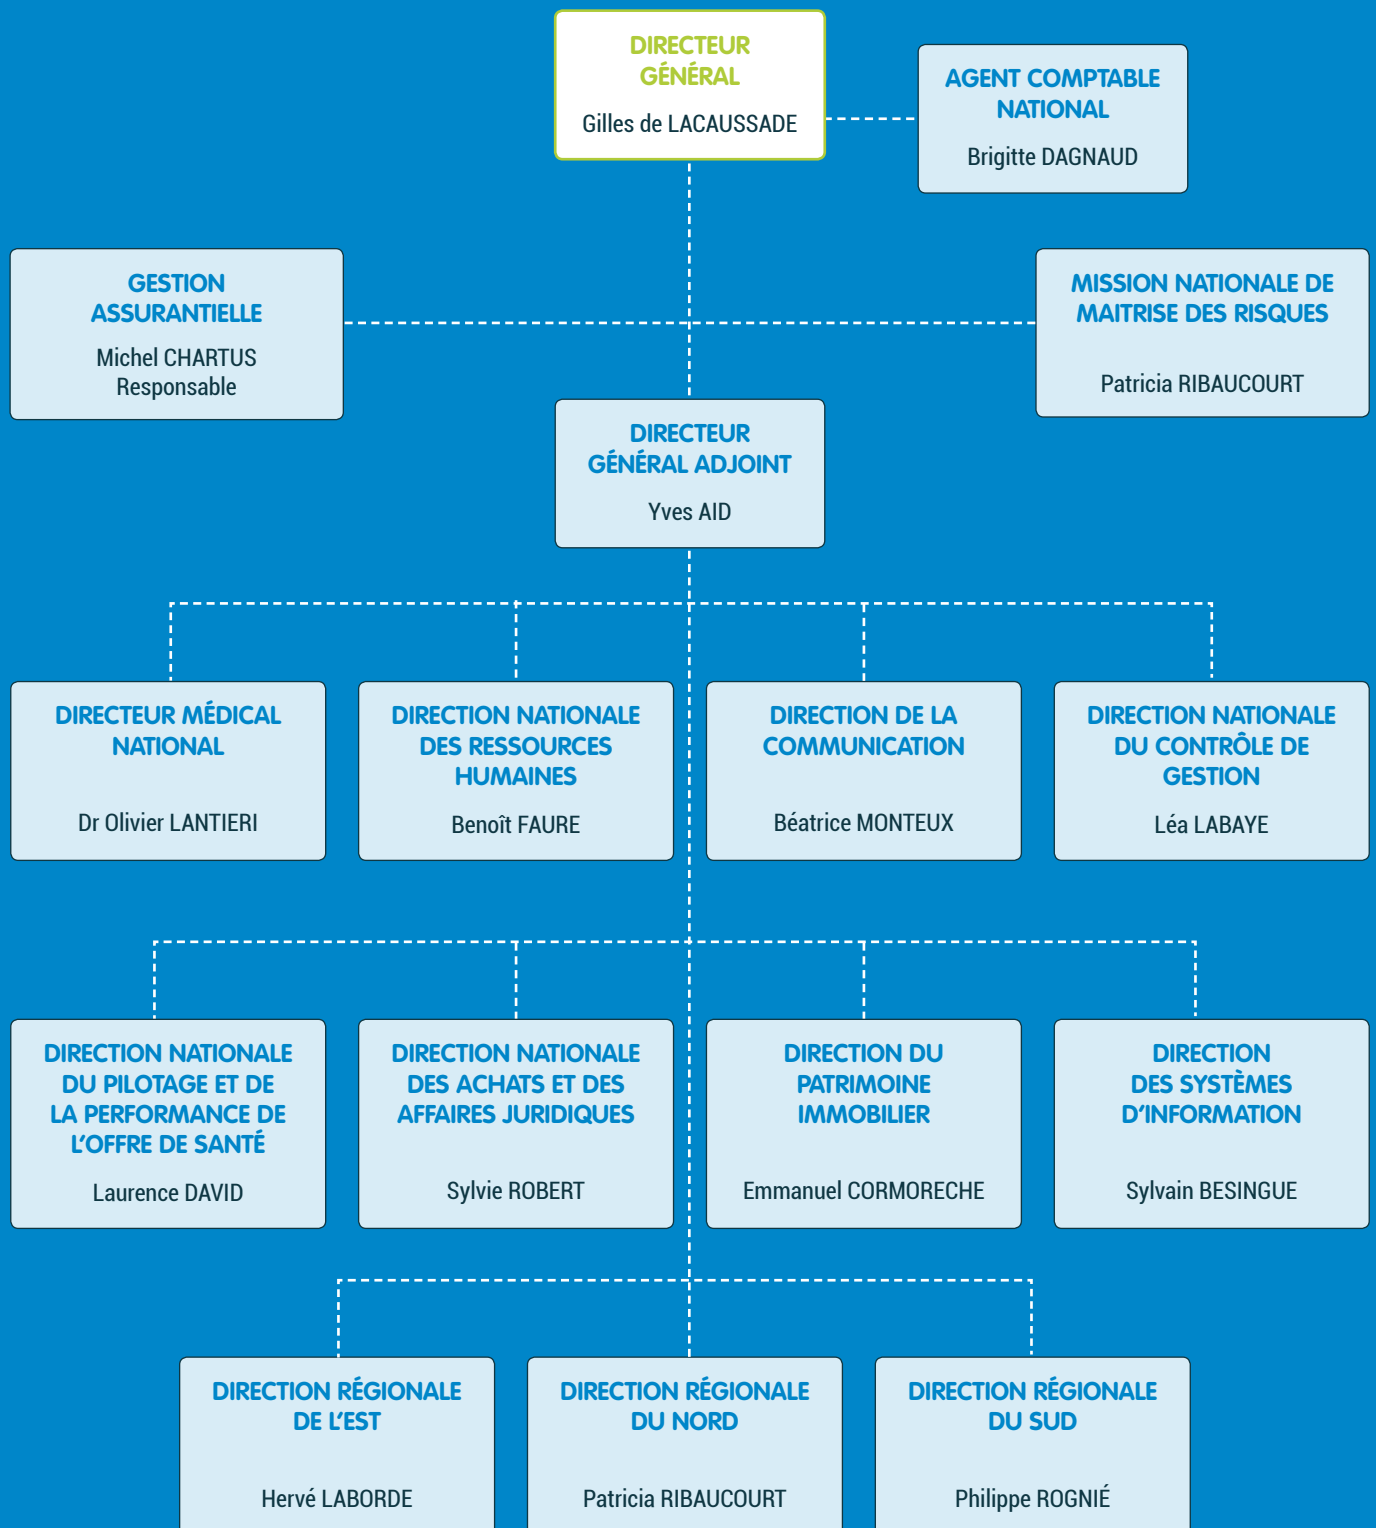 DIRECTEUR
GÉNÉRAL
Gilles de LACAUSSADE
AGENT COMPTABLE
NATIONAL
Brigitte DAGNAUD
GESTION
ASSURANTIELLE
Michel CHARTUS
Responsable
MISSION NATIONALE DE
MAITRISE DES RISQUES
Patricia RIBAUCOURT
DIRECTEUR
GÉNÉRAL ADJOINT
Yves AID
DIRECTEUR MÉDICAL
NATIONAL
Dr Olivier LANTIERI
DIRECTION NATIONALE
DES RESSOURCES
HUMAINES
Benoît FAURE
DIRECTION DE LA
COMMUNICATION
Béatrice MONTEUX
DIRECTION NATIONALE
DU CONTRÔLE DE
GESTION
Léa LABAYE
DIRECTION NATIONALE
DU PILOTAGE ET DE
LA PERFORMANCE DE
L'OFFRE DE SANTÉ
Laurence DAVID
DIRECTION NATIONALE
DES ACHATS ET DES
AFFAIRES JURIDIQUES
Sylvie ROBERT
DIRECTION DU
PATRIMOINE
IMMOBILIER
Emmanuel CORMORECHE
DIRECTION
DES SYSTÈMES
D'INFORMATION
Sylvain BESINGUE
DIRECTION RÉGIONALE
DE L'EST
Hervé LABORDE
DIRECTION RÉGIONALE
DU NORD
Patricia RIBAUCOURT
DIRECTION RÉGIONALE
DU SUD
Philippe ROGNIÉ